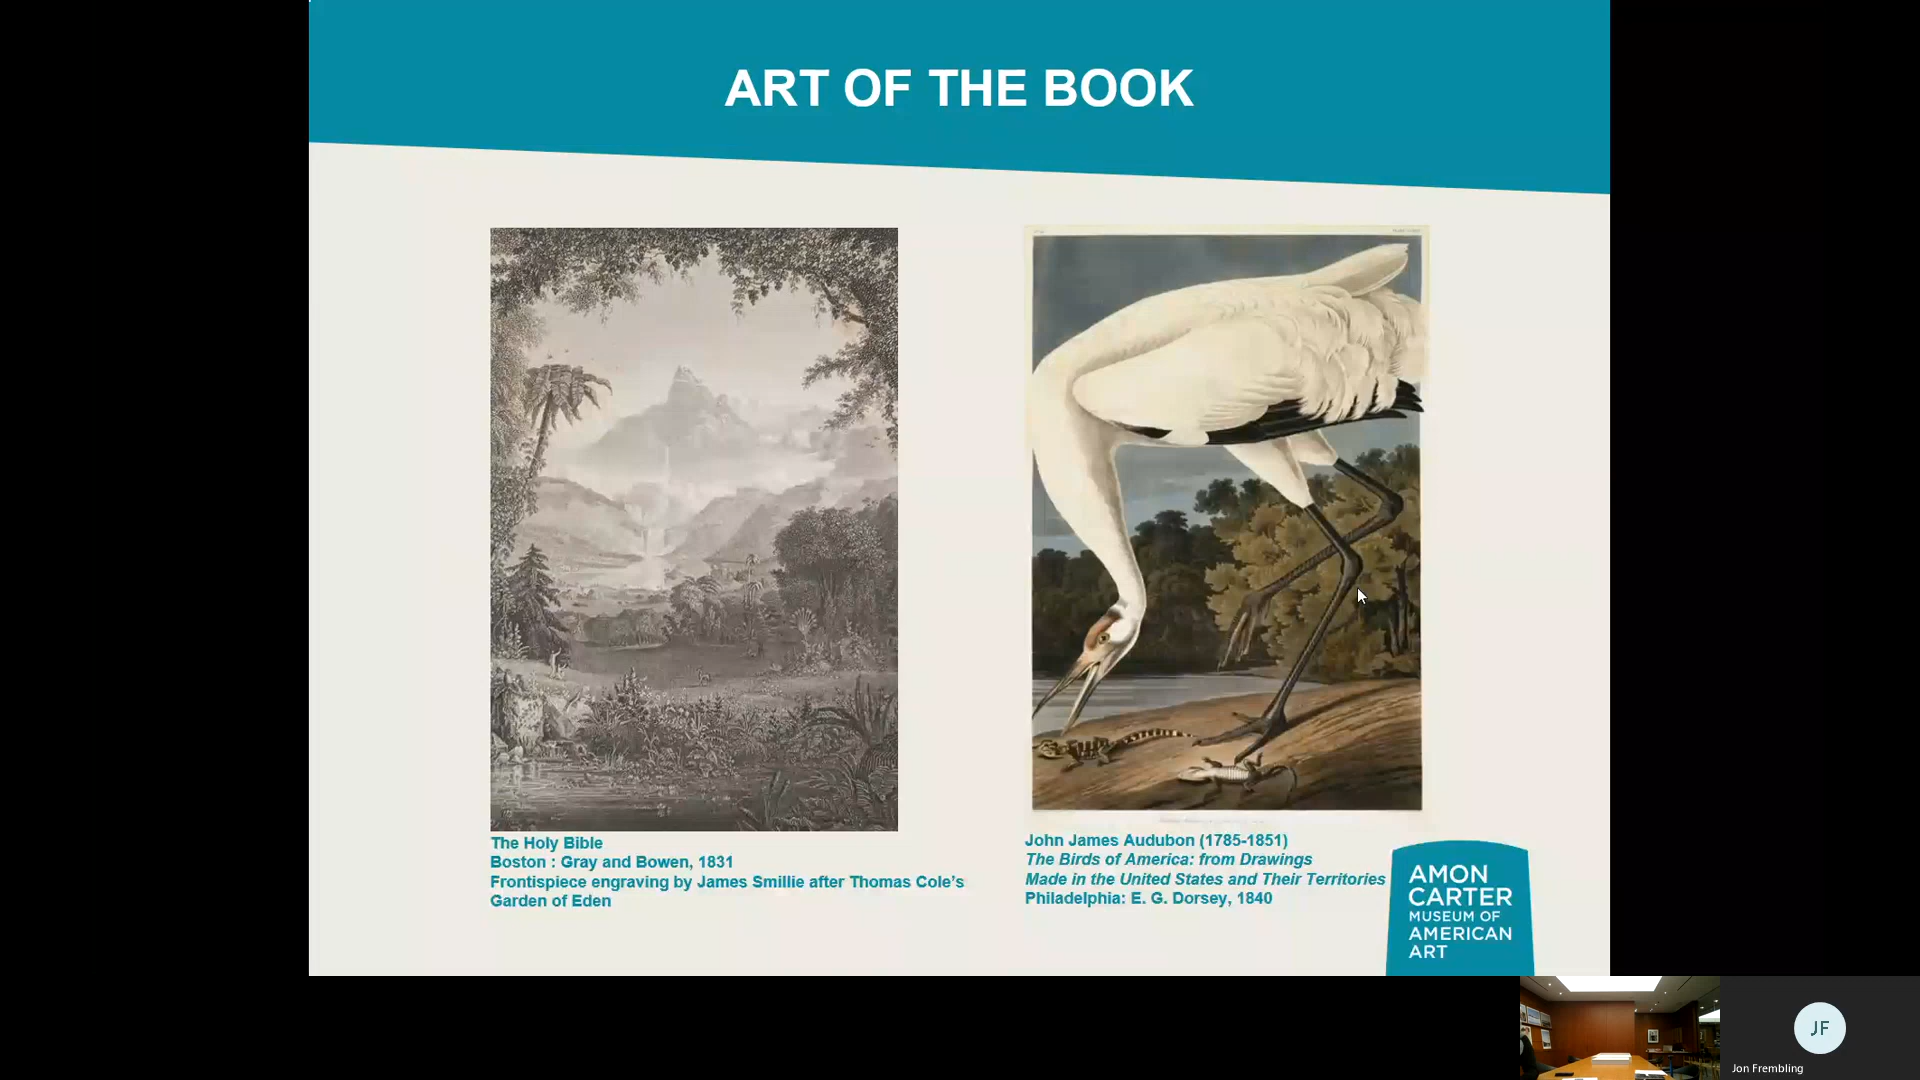 ART OF THE BOOK
The Holy Bible
Boston : Gray and Bowen, 1831
Frontispiece engraving by James Smillie after Thomas Cole's
Garden of Eden
John James Audubon (1785-1851)
The Birds of America: from Drawings
Made in the United States and Their Territories
Philadelphia: E. G. Dorsey, 1840
AMON
CARTER
MUSEUM OF
AMERICAN
ART
JF
Jon Frembling